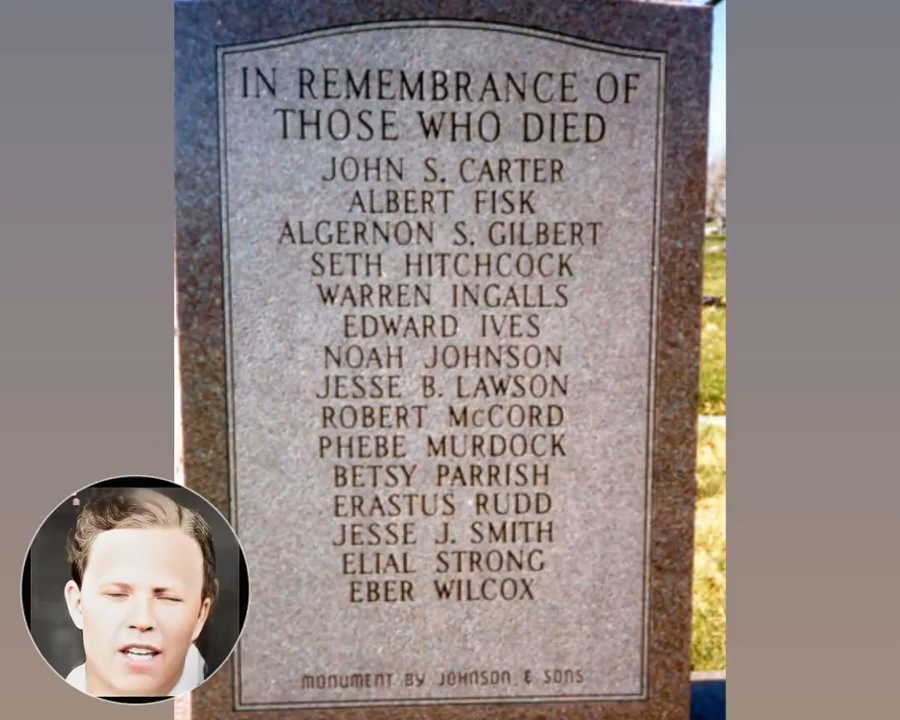 IN REMEMBRANCE OF
THOSE WHO DIED
JOHN S. CARTER
ALBERT FISK
ALGERNON S. GILBERT
SETH HITCHCOCK
WARREN INGALLS
EDWARD IVES
NOAH JOHNSON
JESSE B. LAWSON
ROBERT McCORD
PHEBE MURDOCK
BETSY PARRISH
ERASTUS RUDD
JESSE J. SMITH
ELIAL STRONG
EBER WILCOX
MONUMENT BY JOHNSON & SONS